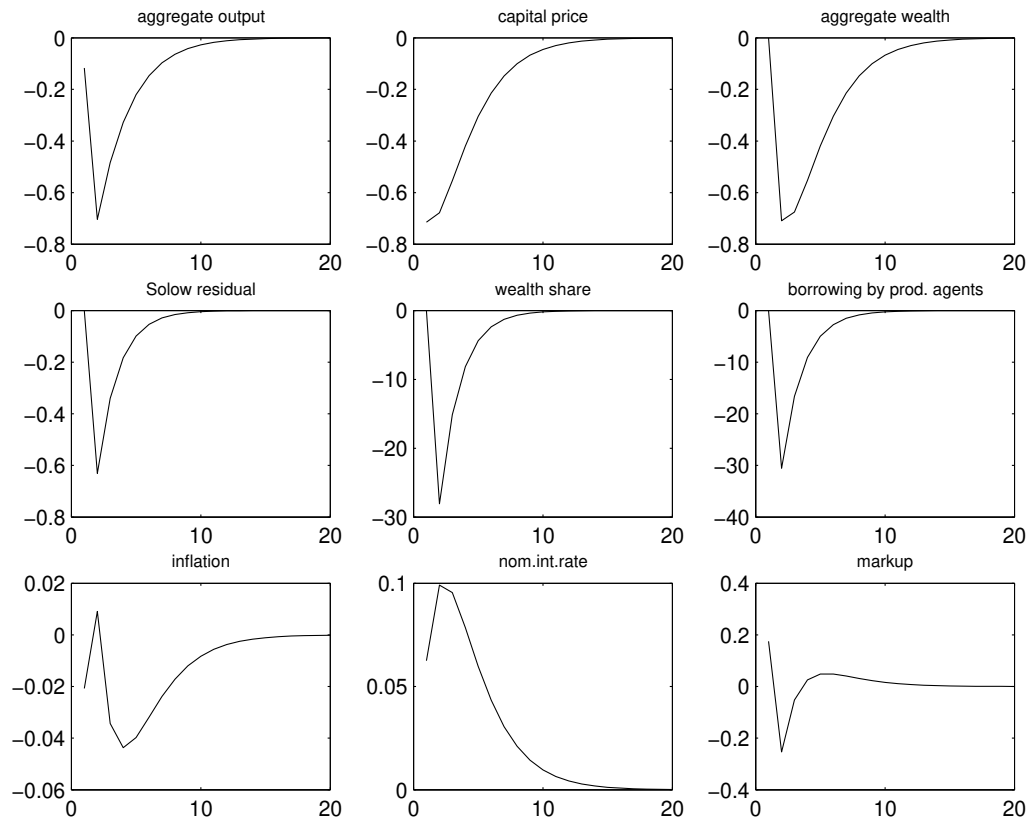 aggregate output
capital price
aggregate wealth
0
−0.2
−0.4
−0.6
−0.8
0 10 20
0
−0.2
−0.4
−0.6
−0.8
0 10 20
0
−0.2
−0.4
−0.6
−0.8
0 10 20
Solow residual
wealth share
borrowing by prod. agents
0
−0.2
−0.4
−0.6
−0.8
0 10 20
0
−10
−20
−30
0 10 20
0
−10
−20
−30
−40
0 10 20
inflation
nom.int.rate
markup
0.02
0
−0.02
−0.04
−0.06
0 10 20
0.1
0.05
0
0 10 20
0.4
0.2
0
−0.2
−0.4
0 10 20